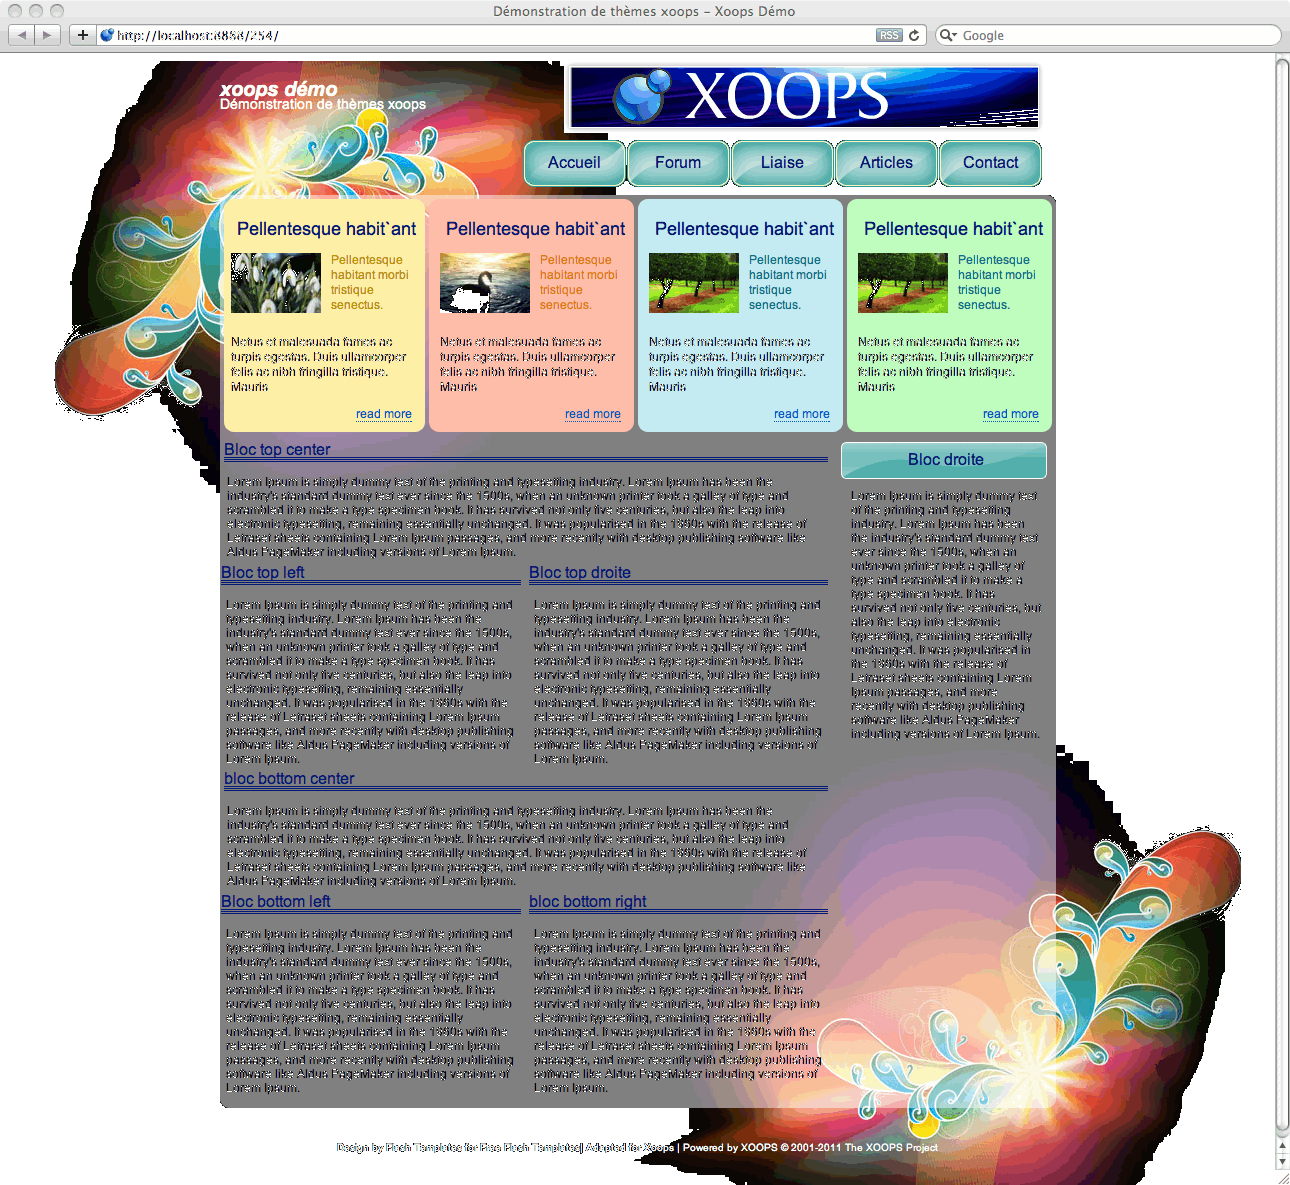 Démonstration de thèmes xoops – Xoops Démo
http://localhost:8888/254/
RSS
Google
xoops démo
Démonstration de thèmes xoops
XOOPS
Accueil
Forum
Liaise
Articles
Contact
Pellentesque habit`ant
Pellentesque
habitant morbi
tristique
senectus.
Netus et malesuada fames ac
turpis egestas. Duis ullamcorper
felis ac nibh fringilla tristique.
Mauris
read more
Pellentesque habit`ant
Pellentesque
habitant morbi
tristique
senectus.
Netus et malesuada fames ac
turpis egestas. Duis ullamcorper
felis ac nibh fringilla tristique.
Mauris
read more
Pellentesque habit`ant
Pellentesque
habitant morbi
tristique
senectus.
Netus et malesuada fames ac
turpis egestas. Duis ullamcorper
felis ac nibh fringilla tristique.
Mauris
read more
Pellentesque habit`ant
Pellentesque
habitant morbi
tristique
senectus.
Netus et malesuada fames ac
turpis egestas. Duis ullamcorper
felis ac nibh fringilla tristique.
Mauris
read more
Bloc top center
Lorem Ipsum is simply dummy text of the printing and typesetting industry. Lorem Ipsum has been the
industry's standard dummy text ever since the 1500s, when an unknown printer took a galley of type and
scrambled it to make a type specimen book. It has survived not only five centuries, but also the leap into
electronic typesetting, remaining essentially unchanged. It was popularised in the 1960s with the release of
Letraset sheets containing Lorem Ipsum passages, and more recently with desktop publishing software like
Aldus PageMaker including versions of Lorem Ipsum.
Bloc top left
Lorem Ipsum is simply dummy text of the printing and
typesetting industry. Lorem Ipsum has been the
industry's standard dummy text ever since the 1500s,
when an unknown printer took a galley of type and
scrambled it to make a type specimen book. It has
survived not only five centuries, but also the leap into
electronic typesetting, remaining essentially
unchanged. It was popularised in the 1960s with the
release of Letraset sheets containing Lorem Ipsum
passages, and more recently with desktop publishing
software like Aldus PageMaker including versions of
Lorem Ipsum.
Bloc top droite
Lorem Ipsum is simply dummy text of the printing and
typesetting industry. Lorem Ipsum has been the
industry's standard dummy text ever since the 1500s,
when an unknown printer took a galley of type and
scrambled it to make a type specimen book. It has
survived not only five centuries, but also the leap into
electronic typesetting, remaining essentially
unchanged. It was popularised in the 1960s with the
release of Letraset sheets containing Lorem Ipsum
passages, and more recently with desktop publishing
software like Aldus PageMaker including versions of
Lorem Ipsum.
bloc bottom center
Lorem Ipsum is simply dummy text of the printing and typesetting industry. Lorem Ipsum has been the
industry's standard dummy text ever since the 1500s, when an unknown printer took a galley of type and
scrambled it to make a type specimen book. It has survived not only five centuries, but also the leap into
electronic typesetting, remaining essentially unchanged. It was popularised in the 1960s with the release of
Letraset sheets containing Lorem Ipsum passages, and more recently with desktop publishing software like
Aldus PageMaker including versions of Lorem Ipsum.
Bloc bottom left
Lorem Ipsum is simply dummy text of the printing and
typesetting industry. Lorem Ipsum has been the
industry's standard dummy text ever since the 1500s,
when an unknown printer took a galley of type and
scrambled it to make a type specimen book. It has
survived not only five centuries, but also the leap into
electronic typesetting, remaining essentially
unchanged. It was popularised in the 1960s with the
release of Letraset sheets containing Lorem Ipsum
passages, and more recently with desktop publishing
software like Aldus PageMaker including versions of
Lorem Ipsum.
bloc bottom right
Lorem Ipsum is simply dummy text of the printing and
typesetting industry. Lorem Ipsum has been the
industry's standard dummy text ever since the 1500s,
when an unknown printer took a galley of type and
scrambled it to make a type specimen book. It has
survived not only five centuries, but also the leap into
electronic typesetting, remaining essentially
unchanged. It was popularised in the 1960s with the
release of Letraset sheets containing Lorem Ipsum
passages, and more recently with desktop publishing
software like Aldus PageMaker including versions of
Lorem Ipsum.
Bloc droite
Lorem Ipsum is simply dummy text
of the printing and typesetting
industry. Lorem Ipsum has been
the industry's standard dummy text
ever since the 1500s, when an
unknown printer took a galley of
type and scrambled it to make a
type specimen book. It has
survived not only five centuries, but
also the leap into electronic
typesetting, remaining essentially
unchanged. It was popularised in
the 1960s with the release of
Letraset sheets containing Lorem
Ipsum passages, and more
recently with desktop publishing
software like Aldus PageMaker
including versions of Lorem Ipsum.
Design by Flash Templates for Free Flash Templates| Adapted for Xoops | Powered by XOOPS © 2001-2011 The XOOPS Project